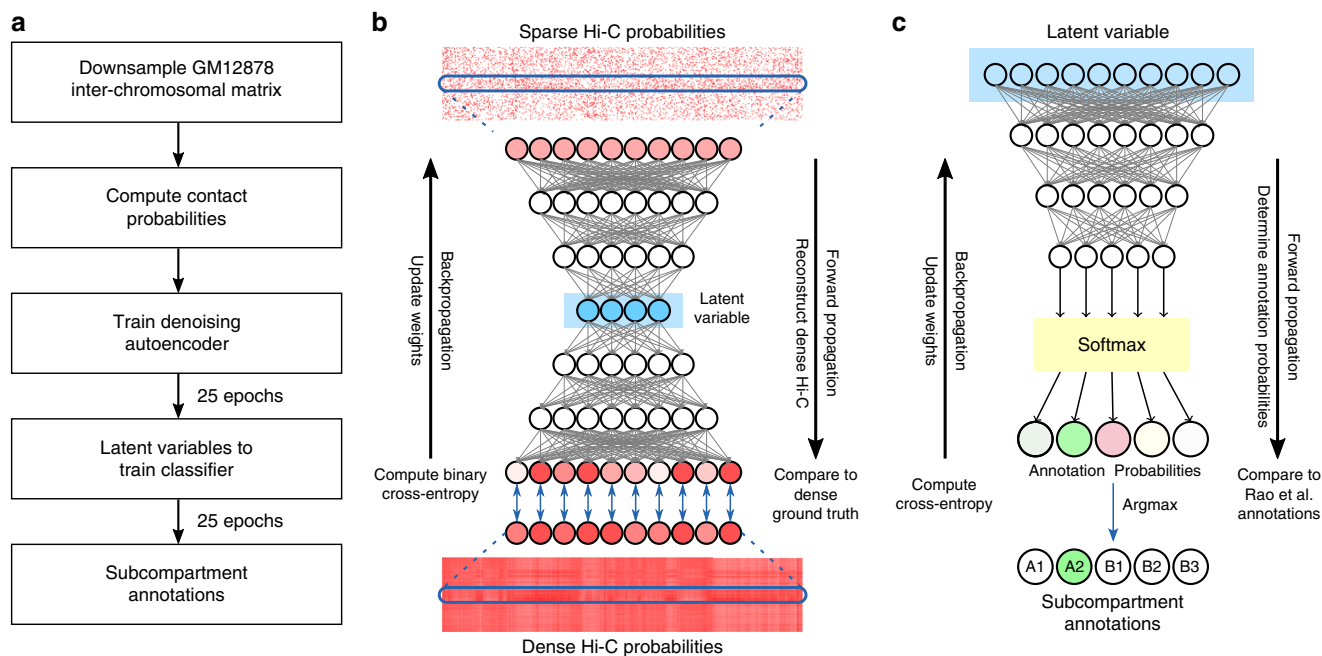 a
Downsample GM12878
inter-chromosomal matrix
Compute contact
probabilities
Train denoising
autoencoder
25 epochs
Latent variables to
train classifier
25 epochs
Subcompartment
annotations
b
Sparse Hi-C probabilities
Backpropagation
Update weights
Forward propagation
Reconstruct dense Hi-C
Latent
variable
Compute binary
cross-entropy
Compare to
dense
ground truth
Dense Hi-C probabilities
c
Latent variable
Backpropagation
Update weights
Forward propagation
Determine annotation probabilities
Softmax
Annotation Probabilities
Compute
cross-entropy
Compare to
Rao et al.
annotations
Argmax
A1 A2 B1 B2 B3
Subcompartment
annotations